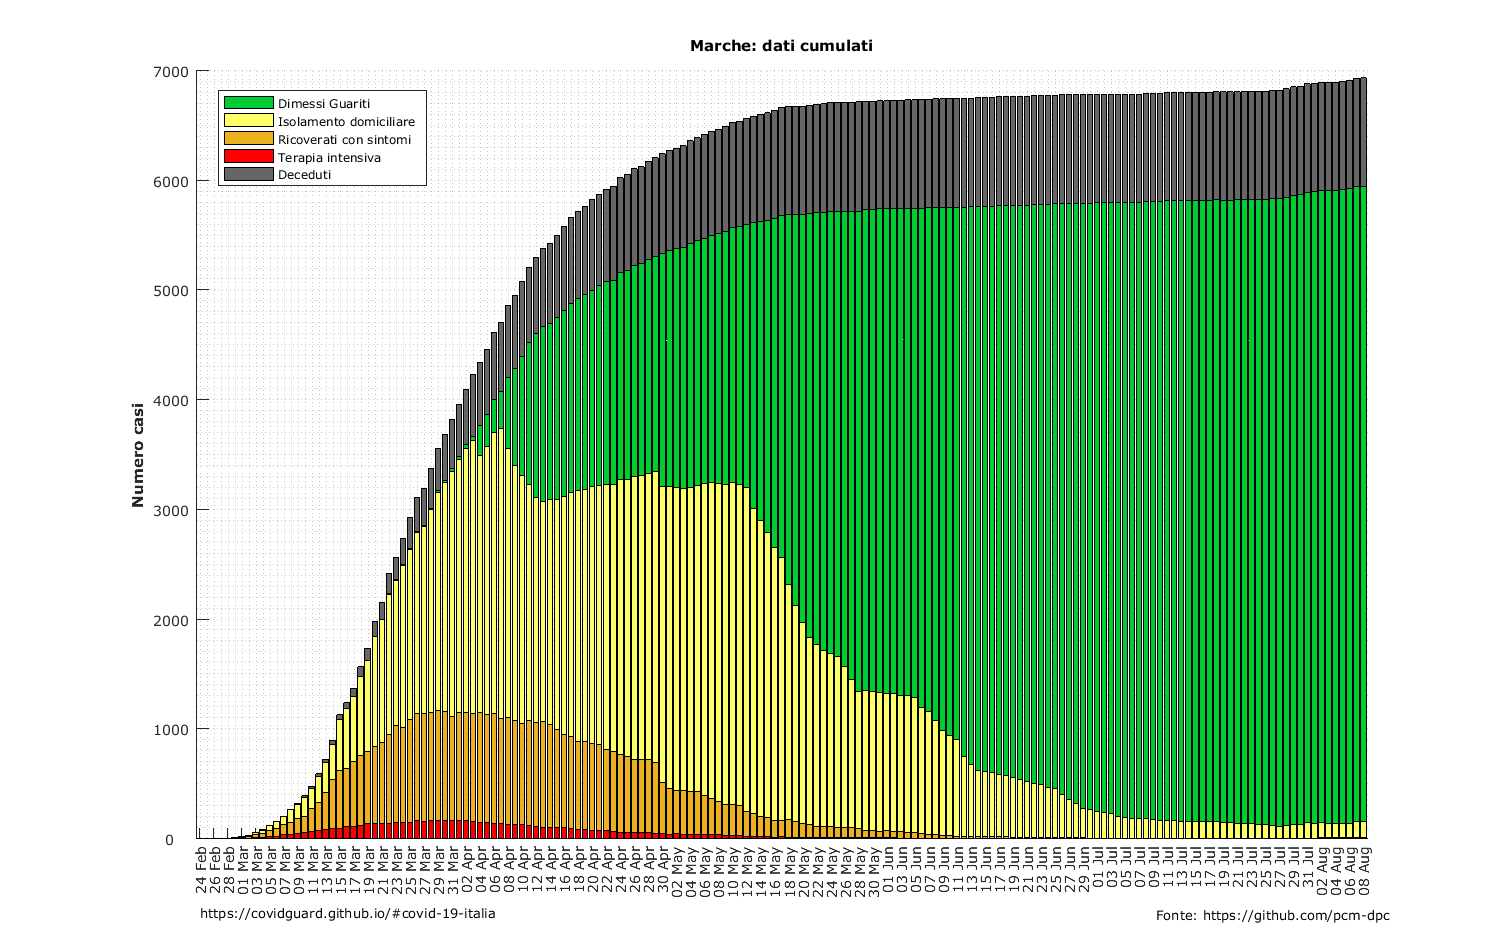 Marche: dati cumulati
7000
6000
5000
4000
3000
2000
1000
0
Numero casi
Dimessi Guariti
Isolamento domiciliare
Ricoverati con sintomi
Terapia intensiva
Deceduti
24 Feb
26 Feb
28 Feb
01 Mar
03 Mar
05 Mar
07 Mar
09 Mar
11 Mar
13 Mar
15 Mar
17 Mar
19 Mar
21 Mar
23 Mar
25 Mar
27 Mar
29 Mar
31 Mar
02 Apr
04 Apr
06 Apr
08 Apr
10 Apr
12 Apr
14 Apr
16 Apr
18 Apr
20 Apr
22 Apr
24 Apr
26 Apr
28 Apr
30 Apr
02 May
04 May
06 May
08 May
10 May
12 May
14 May
16 May
18 May
20 May
22 May
24 May
26 May
28 May
30 May
01 Jun
03 Jun
05 Jun
07 Jun
09 Jun
11 Jun
13 Jun
15 Jun
17 Jun
19 Jun
21 Jun
23 Jun
25 Jun
27 Jun
29 Jun
01 Jul
03 Jul
05 Jul
07 Jul
09 Jul
11 Jul
13 Jul
15 Jul
17 Jul
19 Jul
21 Jul
23 Jul
25 Jul
27 Jul
29 Jul
31 Jul
02 Aug
04 Aug
06 Aug
08 Aug
https://covidguard.github.io/#covid-19-italia
Fonte: https://github.com/pcm-dpc